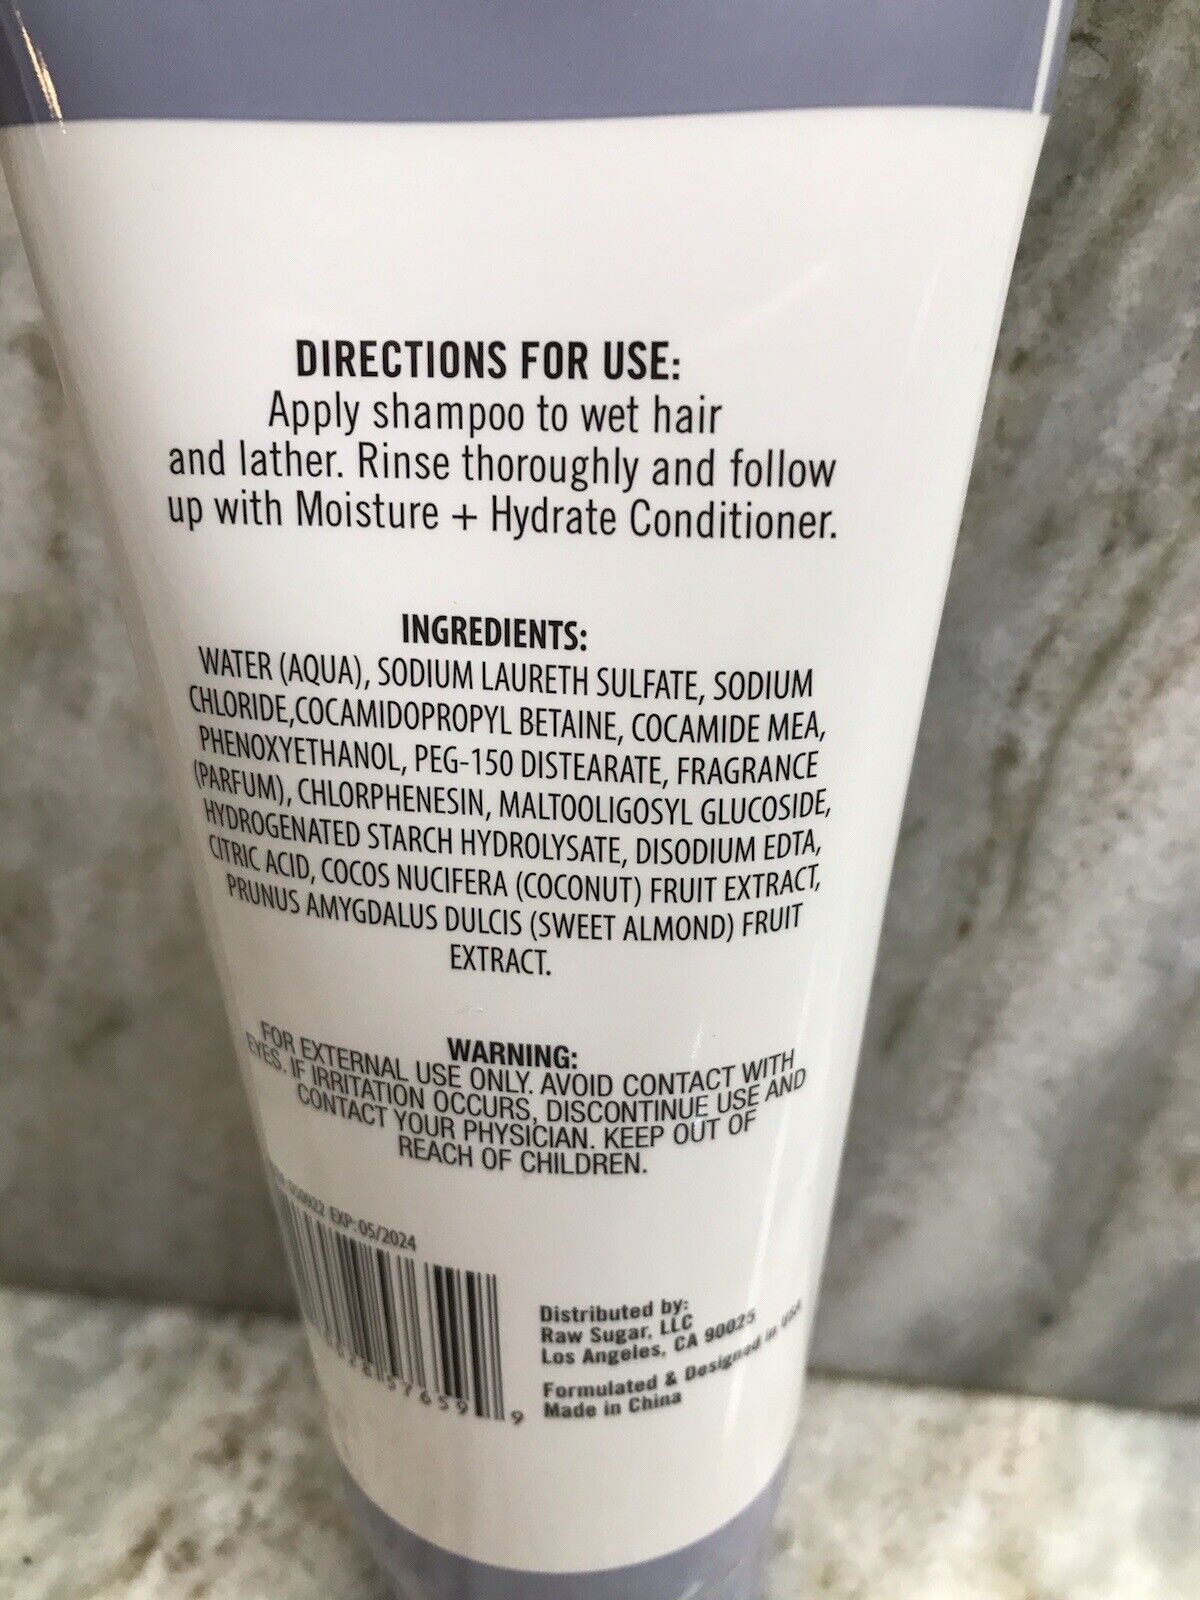 DIRECTIONS FOR USE:
Apply shampoo to wet hair
and lather. Rinse thoroughly and follow
up with Moisture + Hydrate Conditioner.
INGREDIENTS:
WATER (AQUA), SODIUM LAURETH SULFATE, SODIUM
CHLORIDE,COCAMIDOPROPYL BETAINE, COCAMIDE MEA,
PHENOXYETHANOL, PEG-150 DISTEARATE, FRAGRANCE
(PARFUM), CHLORPHENESIN, MALTOOLIGOSYL GLUCOSIDE,
HYDROGENATED STARCH HYDROLYSATE, DISODIUM EDTA,
CITRIC ACID, COCOS NUCIFERA (COCONUT) FRUIT EXTRACT,
PRUNUS AMYGDALUS DULCIS (SWEET ALMOND) FRUIT
EXTRACT.
WARNING:
FOR EXTERNAL USE ONLY. AVOID CONTACT WITH
EYES. IF IRRITATION OCCURS, DISCONTINUE USE AND
CONTACT YOUR PHYSICIAN. KEEP OUT OF
REACH OF CHILDREN.
EXP:05/2024
57659 9
Distributed by:
Raw Sugar, LLC
Los Angeles, CA 90025
Formulated & Designed in USA
Made in China